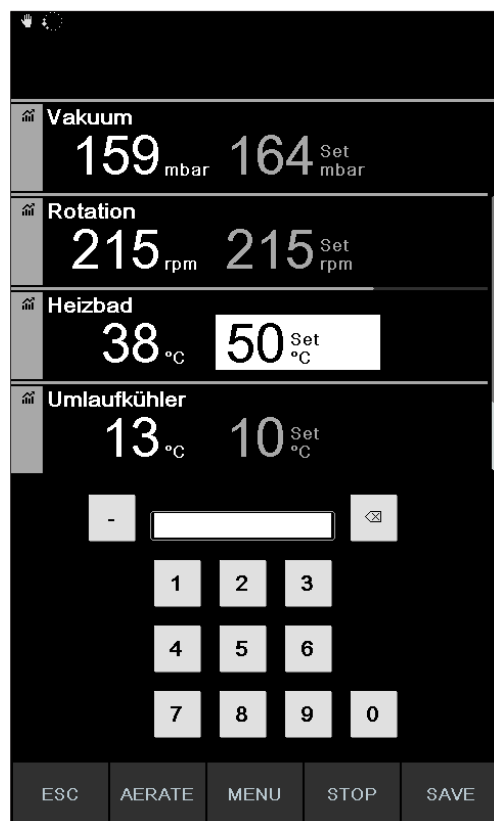 Vakuum
159 mbar 164 Set mbar
Rotation
215 rpm 215 Set rpm
Heizbad
38 °C 50 Set °C
Umlaufkühler
13 °C 10 Set °C
-
1 2 3
4 5 6
7 8 9 0
ESC AERATE MENU STOP SAVE